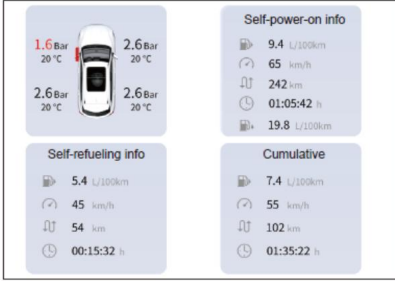 1.6 Bar
20 °C
2.6 Bar
20 °C
2.6 Bar
20 °C
2.6 Bar
20 °C
Self-power-on info
9.4 L/100km
65 km/h
242 km
01:05:42 h
19.8 L/100km
Self-refueling info
5.4 L/100km
45 km/h
54 km
00:15:32 h
Cumulative
7.4 L/100km
55 km/h
102 km
01:35:22 h